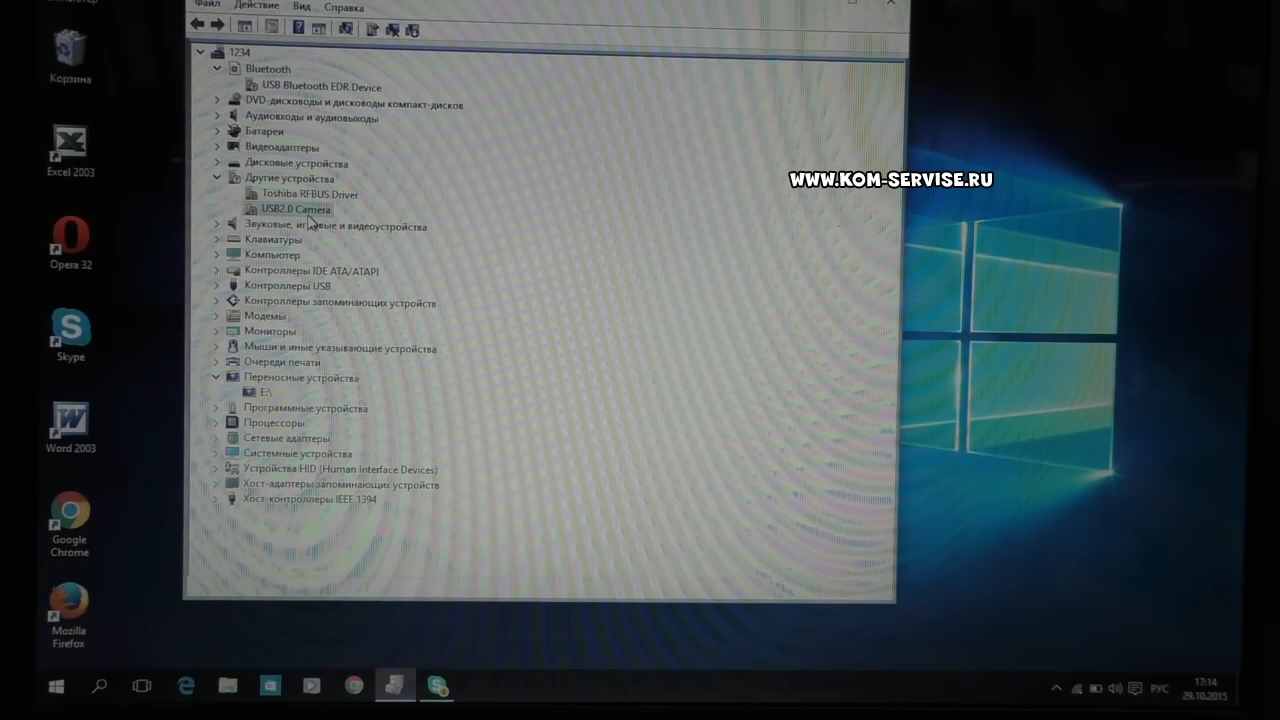 Файл Действие Вид Справка
Корзина
Excel 2003
Opera 32
Skype
Word 2003
Google
Chrome
Mozilla
Firefox
1234
Bluetooth
USB Bluetooth EDR Device
DVD-дисководы и дисководы компакт-дисков
Аудиовходы и аудиовыходы
Батареи
Видеоадаптеры
Дисковые устройства
Другие устройства
Toshiba RFBUS Driver
USB2.0 Camera
Звуковые, игровые и видеоустройства
Клавиатуры
Компьютер
Контроллеры IDE ATA/ATAPI
Контроллеры USB
Контроллеры запоминающих устройств
Модемы
Мониторы
Мыши и иные указывающие устройства
Очереди печати
Переносные устройства
E:\
Программные устройства
Процессоры
Сетевые адаптеры
Системные устройства
Устройства HID (Human Interface Devices)
Хост-адаптеры запоминающих устройств
Хост-контроллеры IEEE 1394
WWW.KOM-SERVISE.RU
РУС
17:14
29.10.2015